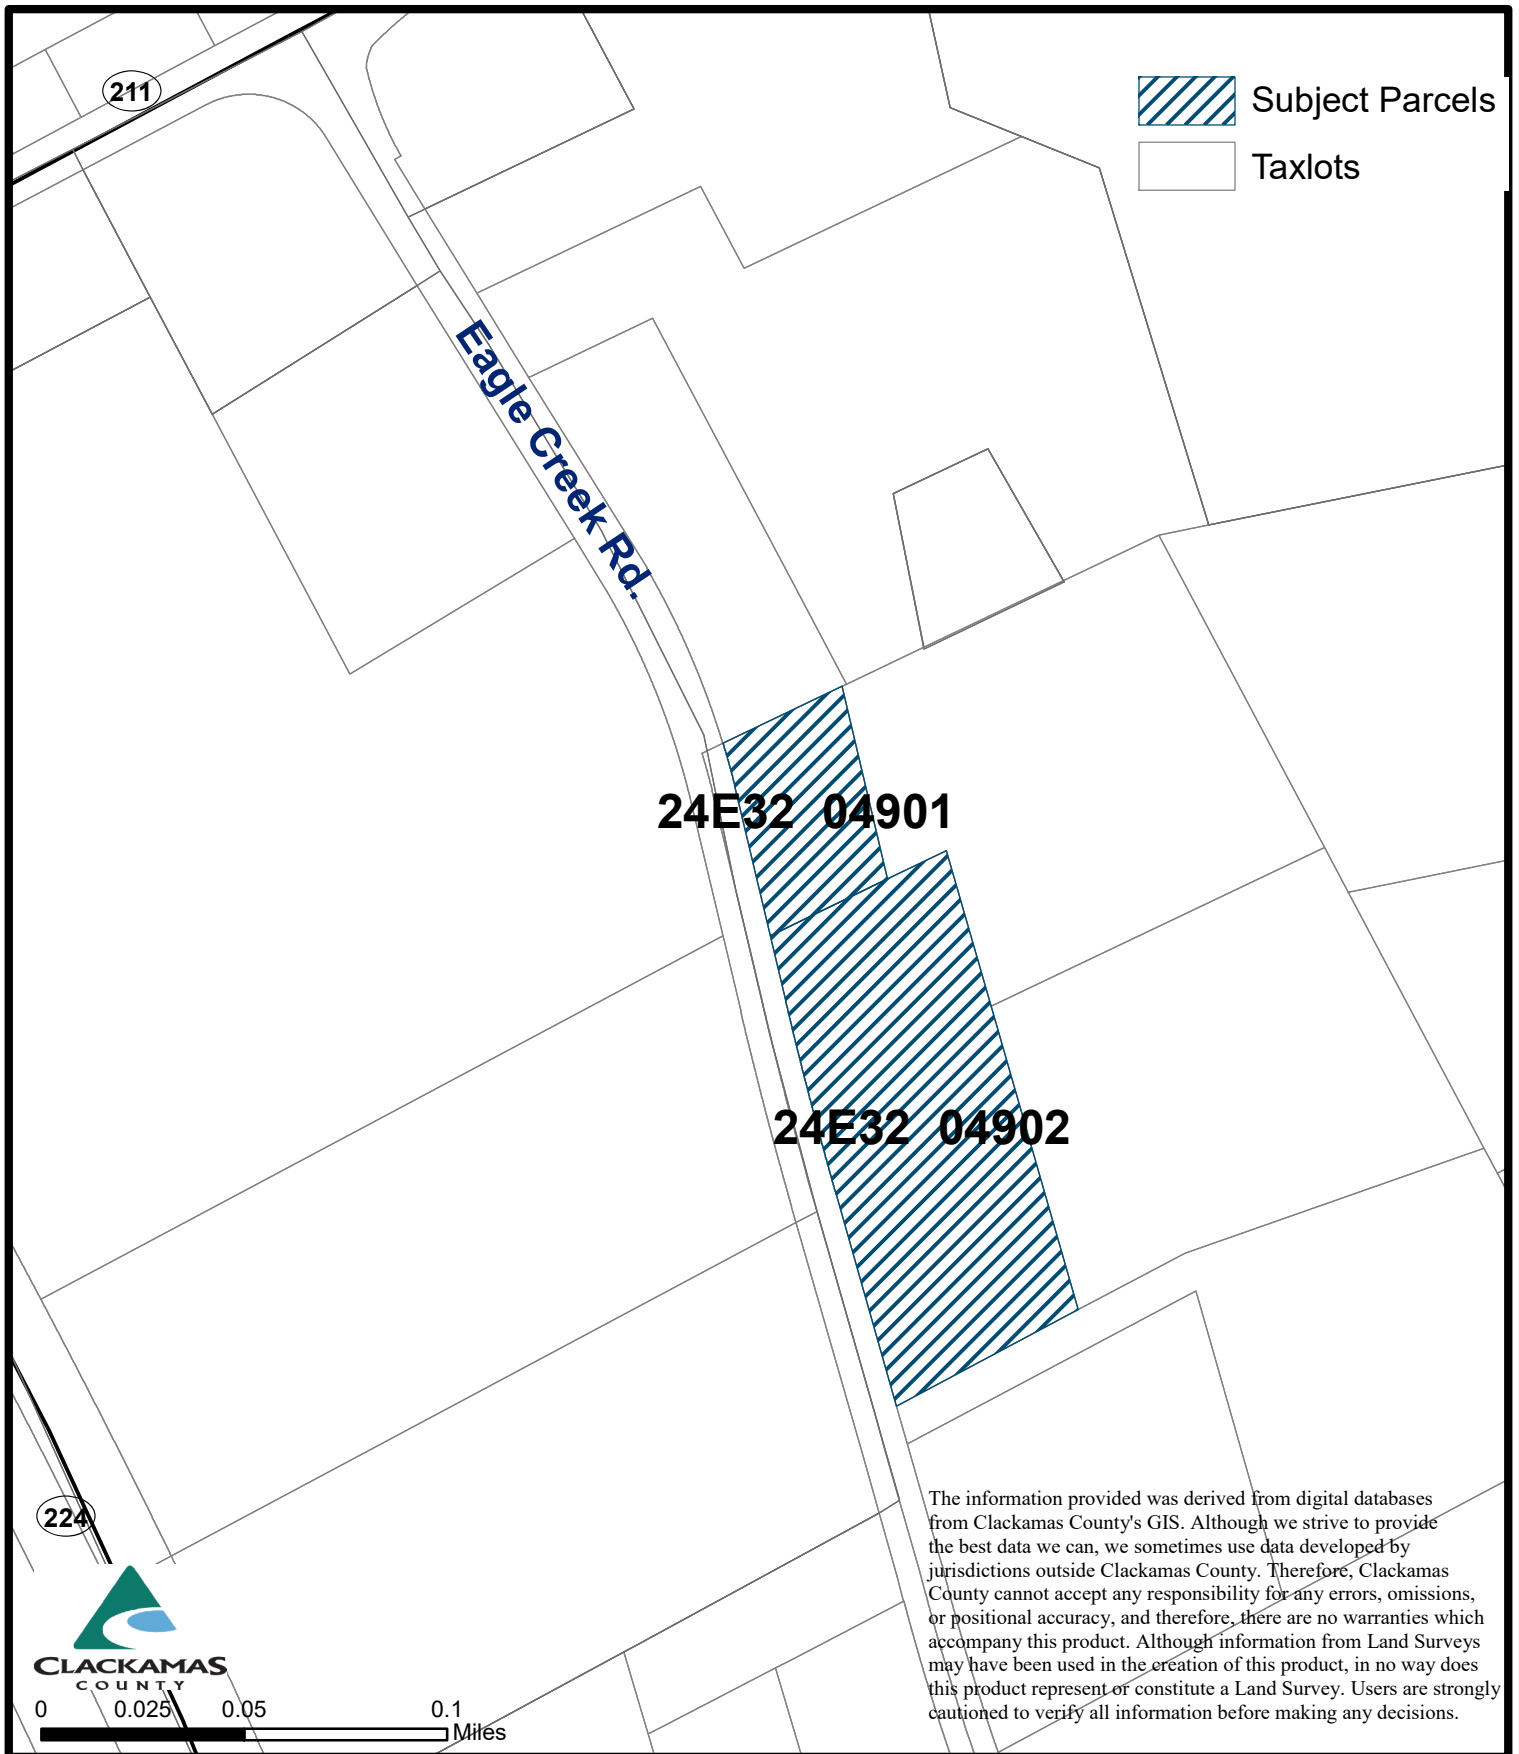 211
Subject Parcels
Taxlots
Eagle Creek Rd.
24E32 04901
24E32 04902
224
The information provided was derived from digital databases
from Clackamas County's GIS. Although we strive to provide
the best data we can, we sometimes use data developed by
jurisdictions outside Clackamas County. Therefore, Clackamas
County cannot accept any responsibility for any errors, omissions,
or positional accuracy, and therefore, there are no warranties which
accompany this product. Although information from Land Surveys
may have been used in the creation of this product, in no way does
this product represent or constitute a Land Survey. Users are strongly
cautioned to verify all information before making any decisions.
CLACKAMAS
COUNTY
0 0.025 0.05 0.1
Miles